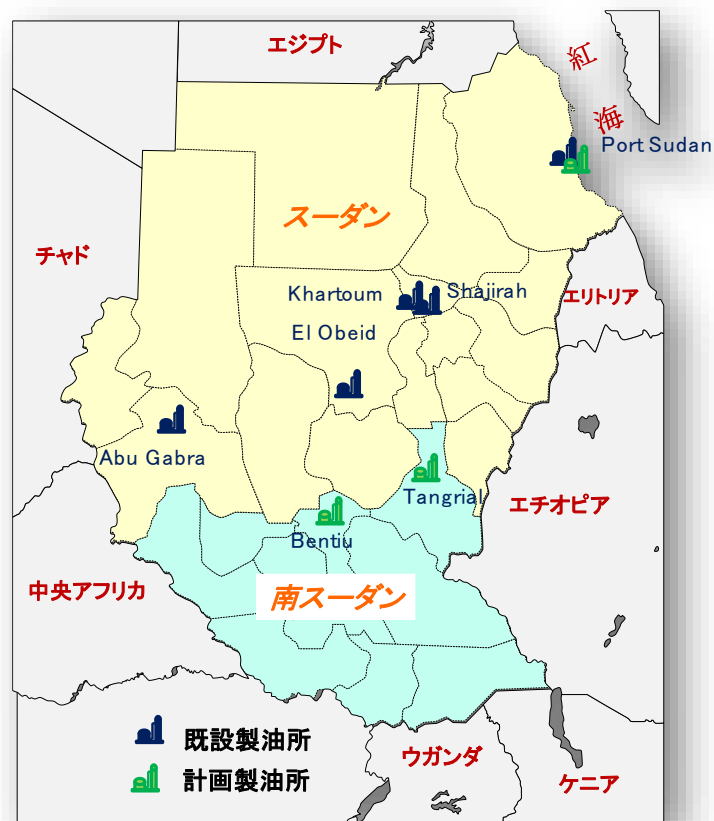 エジプト
紅
海
Port Sudan
スーダン
チャド
Khartoum
Shajirah
エリトリア
El Obeid
Abu Gabra
Tangrial
エチオピア
Bentiu
中央アフリカ
南スーダン
既設製油所
ウガンダ
計画製油所
ケニア